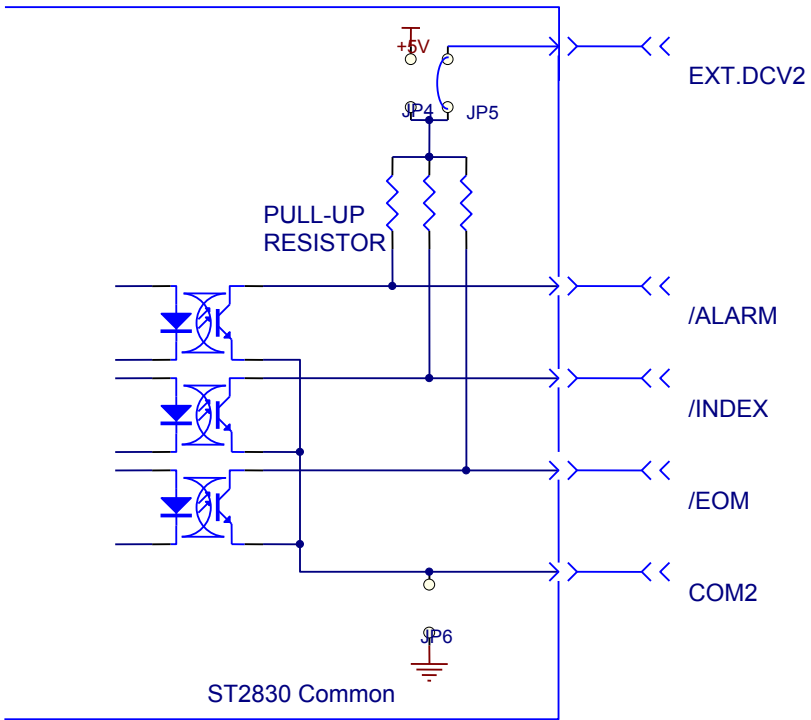 +5V
EXT.DCV2
JP4
JP5
PULL-UP
RESISTOR
/ALARM
/INDEX
/EOM
COM2
JP6
ST2830 Common